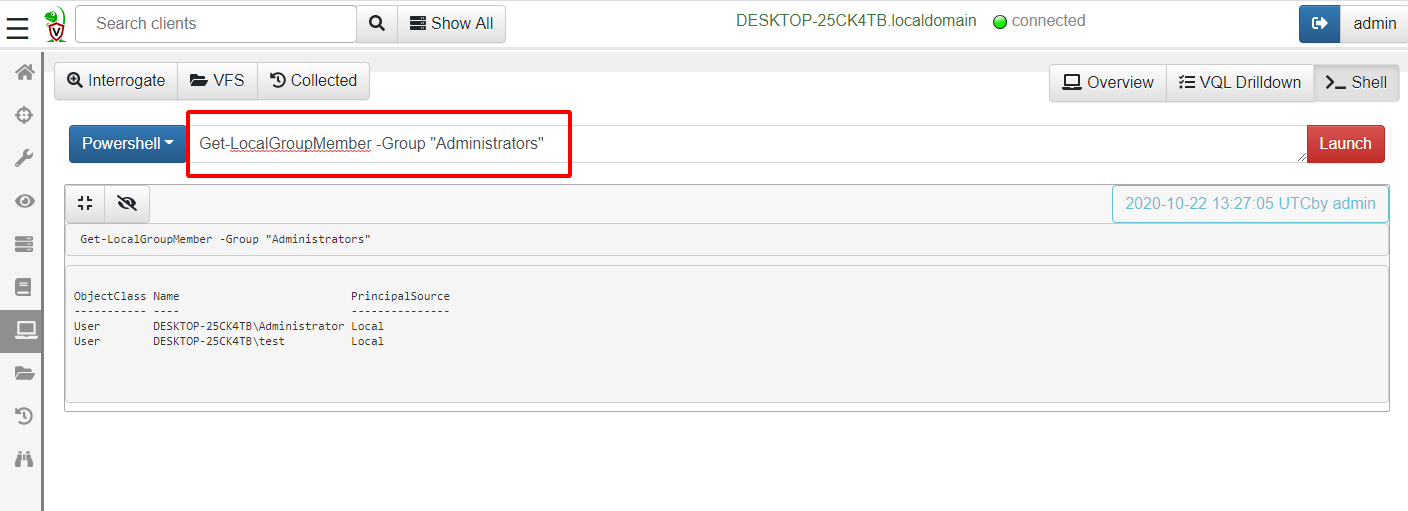 Search clients
Show All
DESKTOP-25CK4TB.localdomain connected
admin
Interrogate VFS Collected
Overview VQL Drilldown Shell
Powershell Get-LocalGroupMember -Group "Administrators" Launch
2020-10-22 13:27:05 UTCby admin
Get-LocalGroupMember -Group "Administrators"
ObjectClass Name                        PrincipalSource
----------- ----                        ---------------
User        DESKTOP-25CK4TB\Administrator Local
User        DESKTOP-25CK4TB\test          Local